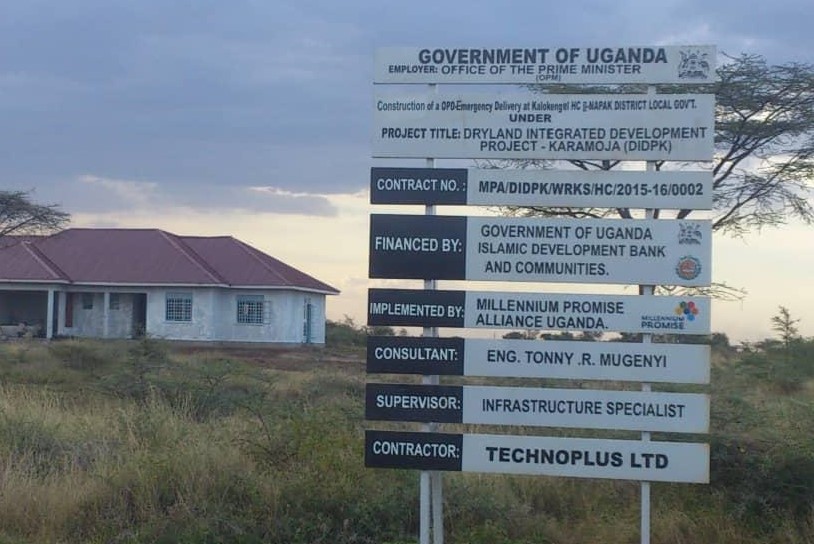 GOVERNMENT OF UGANDA
EMPLOYER: OFFICE OF THE PRIME MINISTER
(OPM)
Construction of a OPD-Emergency Delivery at Kalokengel HC II-NAPAK DISTRICT LOCAL GOV'T.
UNDER
PROJECT TITLE: DRYLAND INTEGRATED DEVELOPMENT
PROJECT - KARAMOJA (DIDPK)
CONTRACT NO. : MPA/DIDPK/WRKS/HC/2015-16/0002
FINANCED BY: GOVERNMENT OF UGANDA
ISLAMIC DEVELOPMENT BANK
AND COMMUNITIES.
IMPLEMENTED BY: MILLENNIUM PROMISE
ALLIANCE UGANDA.
MILLENNIUM
PROMISE
CONSULTANT: ENG. TONNY .R. MUGENYI
SUPERVISOR: INFRASTRUCTURE SPECIALIST
CONTRACTOR: TECHNOPLUS LTD